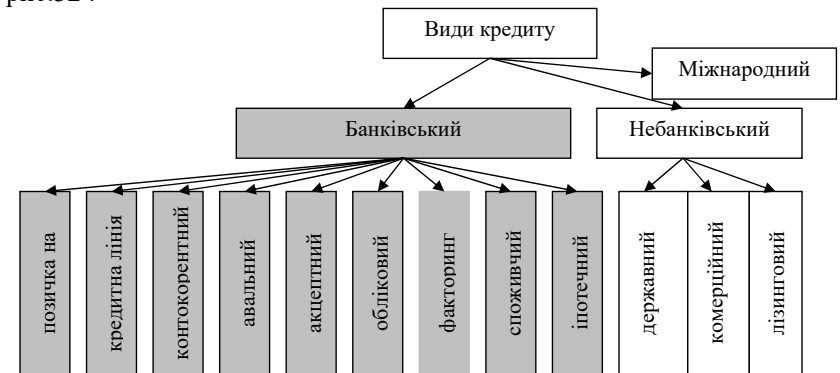 Види кредиту
Міжнародний
Банківський
Небанківський
позичка на
кредитна лінія
контокорентний
авальний
акцептний
обліковий
факторинг
споживчий
іпотечний
державний
комерційний
лізинговий